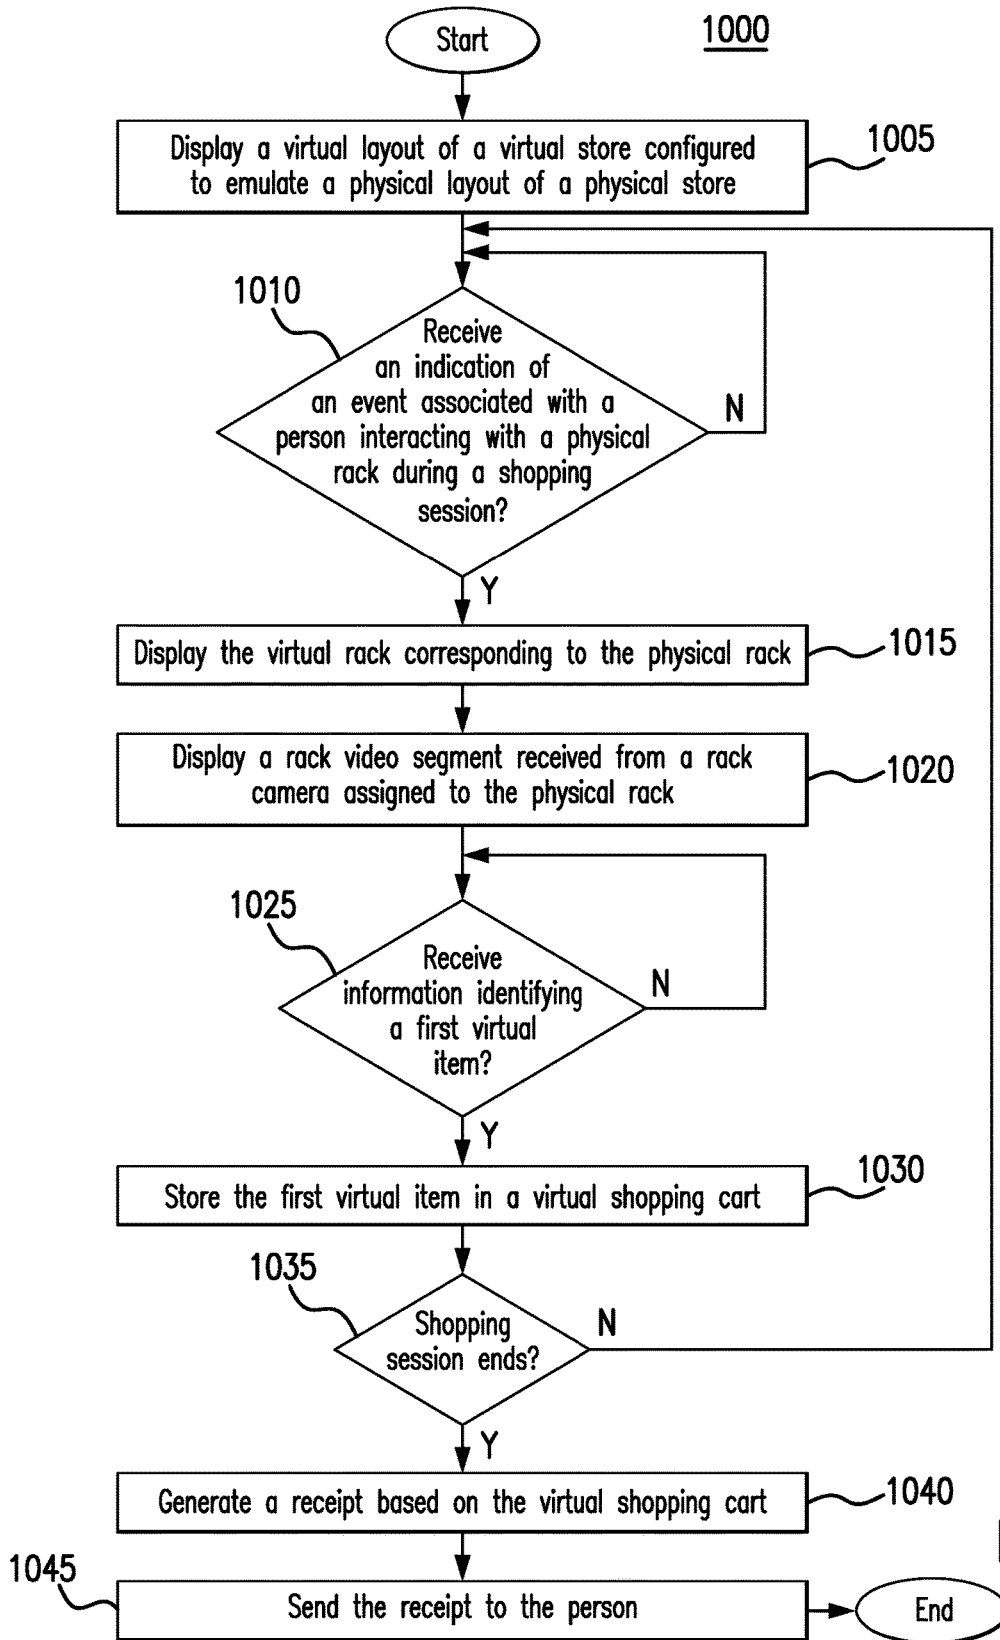 Start
1000
Display a virtual layout of a virtual store configured
to emulate a physical layout of a physical store
1005
1010
Receive
an indication of
an event associated with a
person interacting with a physical
rack during a shopping
session?
N
Y
Display the virtual rack corresponding to the physical rack
1015
Display a rack video segment received from a rack
camera assigned to the physical rack
1020
1025
Receive
information identifying
a first virtual
item?
N
Y
Store the first virtual item in a virtual shopping cart
1030
1035
Shopping
session ends?
N
Y
Generate a receipt based on the virtual shopping cart
1040
1045
Send the receipt to the person
End